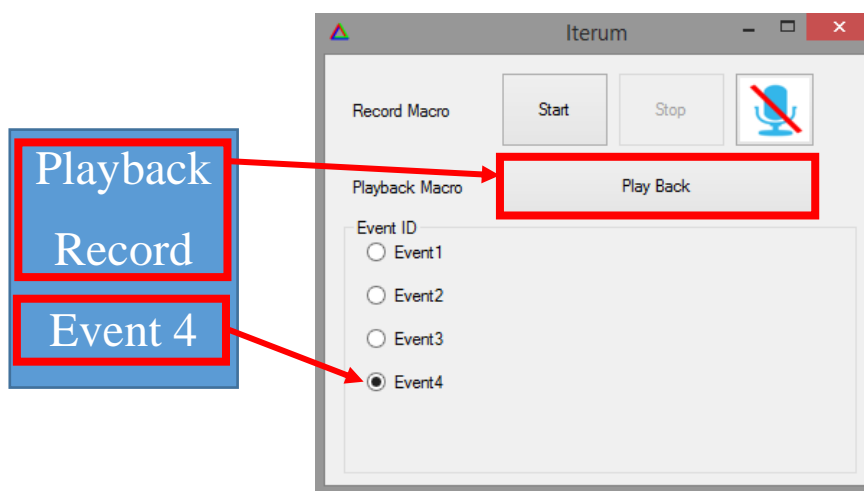 Iterum
Record Macro Start Stop
Playback
Record
Event 4
Playback Macro Play Back
Event ID
Event1
Event2
Event3
Event4